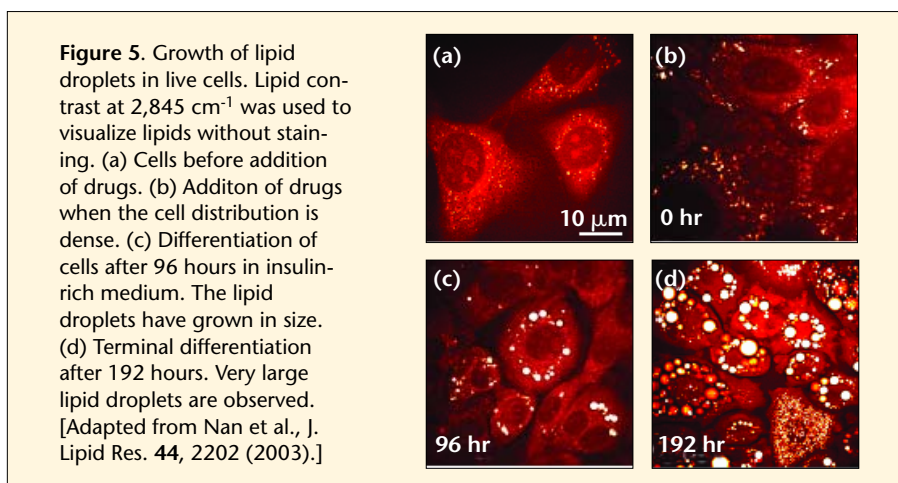 Figure 5. Growth of lipid
droplets in live cells. Lipid con-
trast at 2,845 cm-1 was used to
visualize lipids without stain-
ing. (a) Cells before addition
of drugs. (b) Additon of drugs
when the cell distribution is
dense. (c) Differentiation of
cells after 96 hours in insulin-
rich medium. The lipid
droplets have grown in size.
(d) Terminal differentiation
after 192 hours. Very large
lipid droplets are observed.
[Adapted from Nan et al., J.
Lipid Res. 44, 2202 (2003).]
(a)
10 μm
(b)
0 hr
(c)
96 hr
(d)
192 hr